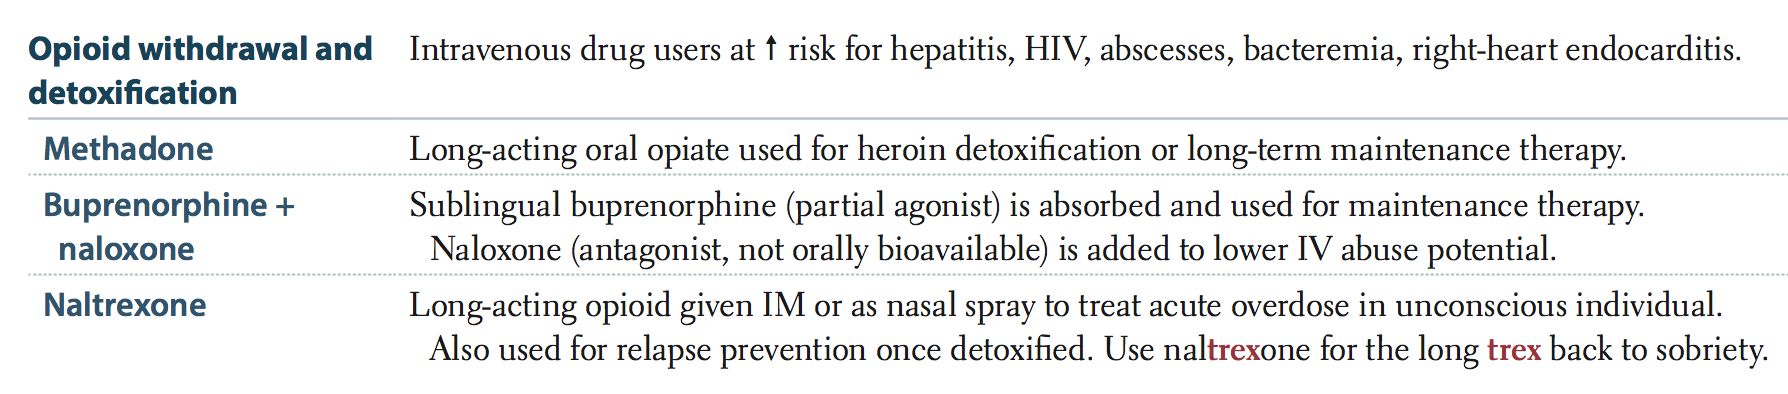 Opioid withdrawal and detoxification
Intravenous drug users at ↑ risk for hepatitis, HIV, abscesses, bacteremia, right-heart endocarditis.
Methadone
Long-acting oral opiate used for heroin detoxification or long-term maintenance therapy.
Buprenorphine + naloxone
Sublingual buprenorphine (partial agonist) is absorbed and used for maintenance therapy.
Naloxone (antagonist, not orally bioavailable) is added to lower IV abuse potential.
Naltrexone
Long-acting opioid given IM or as nasal spray to treat acute overdose in unconscious individual.
Also used for relapse prevention once detoxified. Use naltrexone for the long trex back to sobriety.